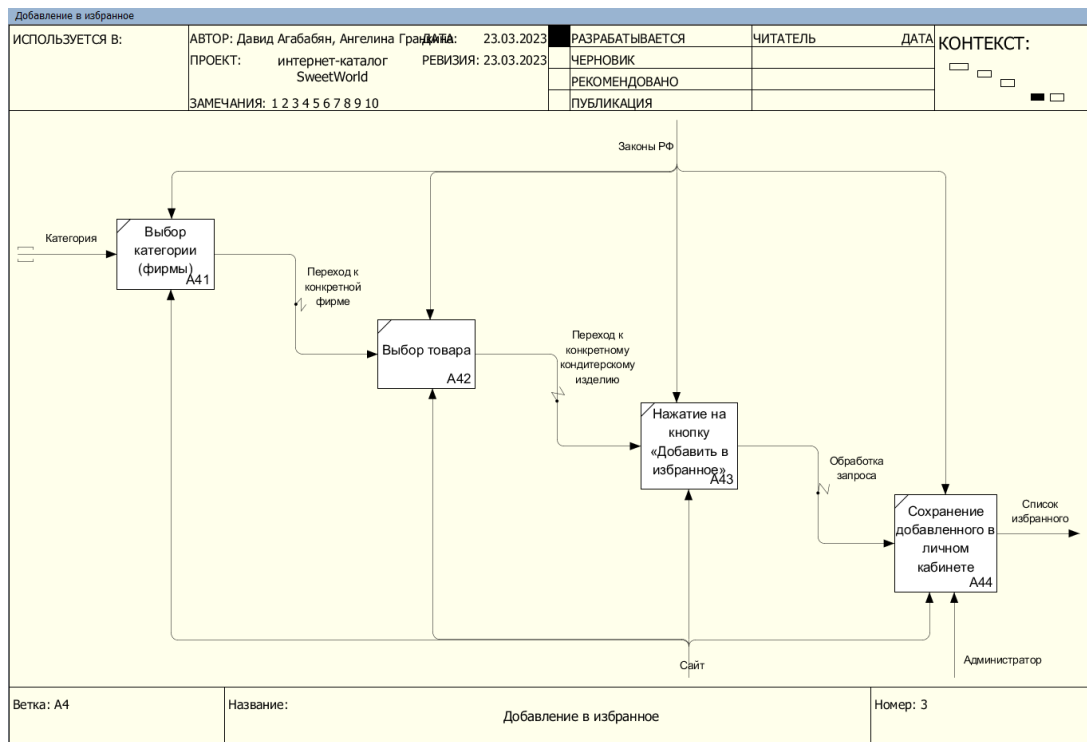 Добавление в избранное
ИСПОЛЬЗУЕТСЯ В:
АВТОР: Давид Агабабян, Ангелина
ДАТА: 23.03.2023
ПРОЕКТ: интернет-каталог
SweetWorld
РЕВИЗИЯ: 23.03.2023
ЗАМЕЧАНИЯ: 1 2 3 4 5 6 7 8 9 10
РАЗРАБАТЫВАЕТСЯ
ЧЕРНОВИК
РЕКОМЕНДОВАНО
ПУБЛИКАЦИЯ
ЧИТАТЕЛЬ
ДАТА
КОНТЕКСТ:
Законы РФ
Категория
Выбор
категории
(фирмы)
A41
Переход к
конкретной
фирме
Выбор товара
A42
Переход к
конкретному
кондитерскому
изделию
Нажатие на
кнопку
«Добавить в
избранное»
A43
Обработка
запроса
Сохранение
добавленного в
личном
кабинете
A44
Список
избранного
Сайт
Администратор
Ветка: A4
Название:
Добавление в избранное
Номер: 3